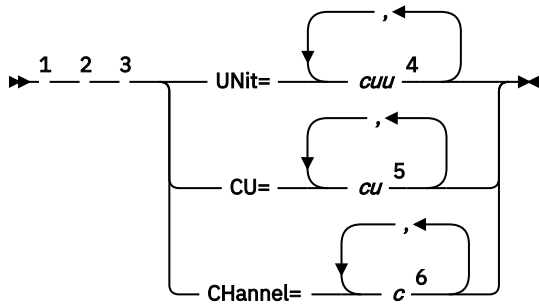 ,
1 2 3 UNit= cuu 4
,
CU= cu 5
,
CHannel= c 6